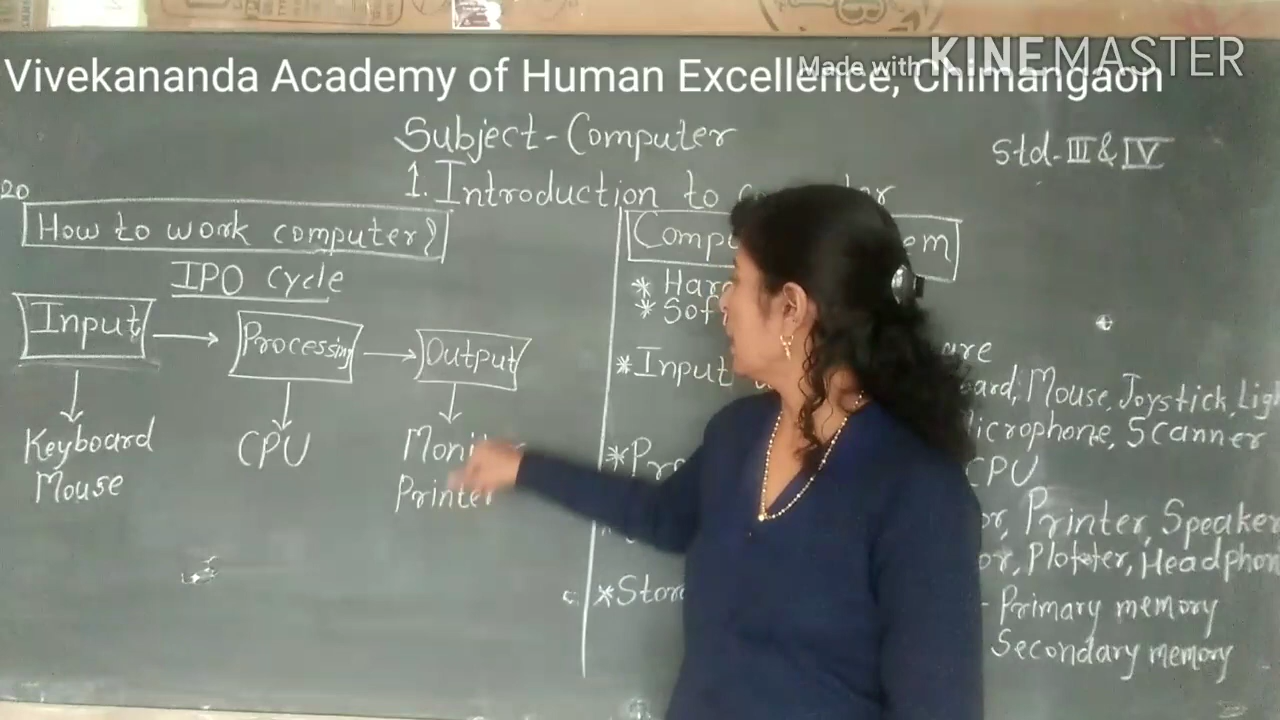 Vivekananda Academy of Human Excellence, Chimangaon
Made with KINEMASTER
Subject-Computer
Std-III & IV
1. Introduction to
20
How to work computer?
IPO Cycle
Input
Processing
Output
Keyboard
Mouse
CPU
Printer
*
*
* Input
Mouse, Joystick,
Microphone, Scanner
*
CPU
Printer, Speaker
Plotter, Headphon
*
- Primary memory
Secondary memory